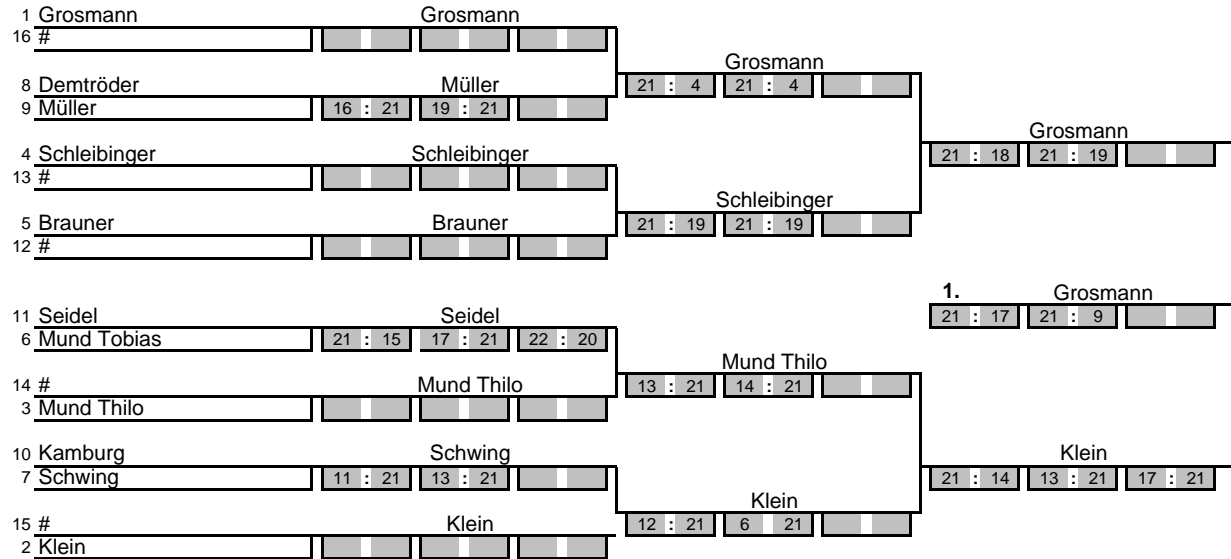 1 Grosmann Grosmann
16 #
Grosmann
8 Demtröder Müller 21 : 4 21 : 4
9 Müller 16 : 21 19 : 21
Grosmann
4 Schleibinger Schleibinger 21 : 18 21 : 19
13 #
Schleibinger
5 Brauner Brauner 21 : 19 21 : 19
12 #
1. Grosmann
11 Seidel Seidel 21 : 17 21 : 9
6 Mund Tobias 21 : 15 17 : 21 22 : 20
Mund Thilo
14 # Mund Thilo 13 : 21 14 : 21
3 Mund Thilo
10 Kamburg Schwing Klein
7 Schwing 11 : 21 13 : 21 21 : 14 13 : 21 17 : 21
Klein
15 # Klein 12 : 21 6 21
2 Klein